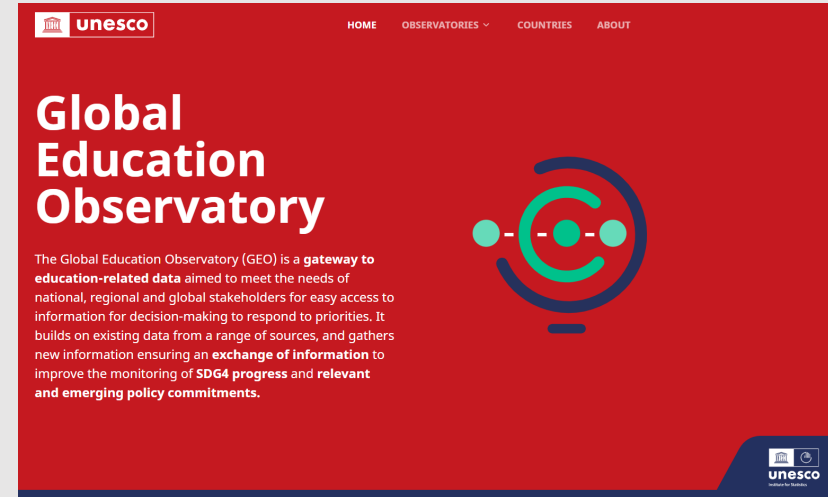 unesco
HOME OBSERVATORIES COUNTRIES ABOUT
Global
Education
Observatory
The Global Education Observatory (GEO) is a gateway to
education-related data aimed to meet the needs of
national, regional and global stakeholders for easy access to
information for decision-making to respond to priorities. It
builds on existing data from a range of sources, and gathers
new information ensuring an exchange of information to
improve the monitoring of SDG4 progress and relevant
and emerging policy commitments.
unesco
Institute for Statistics